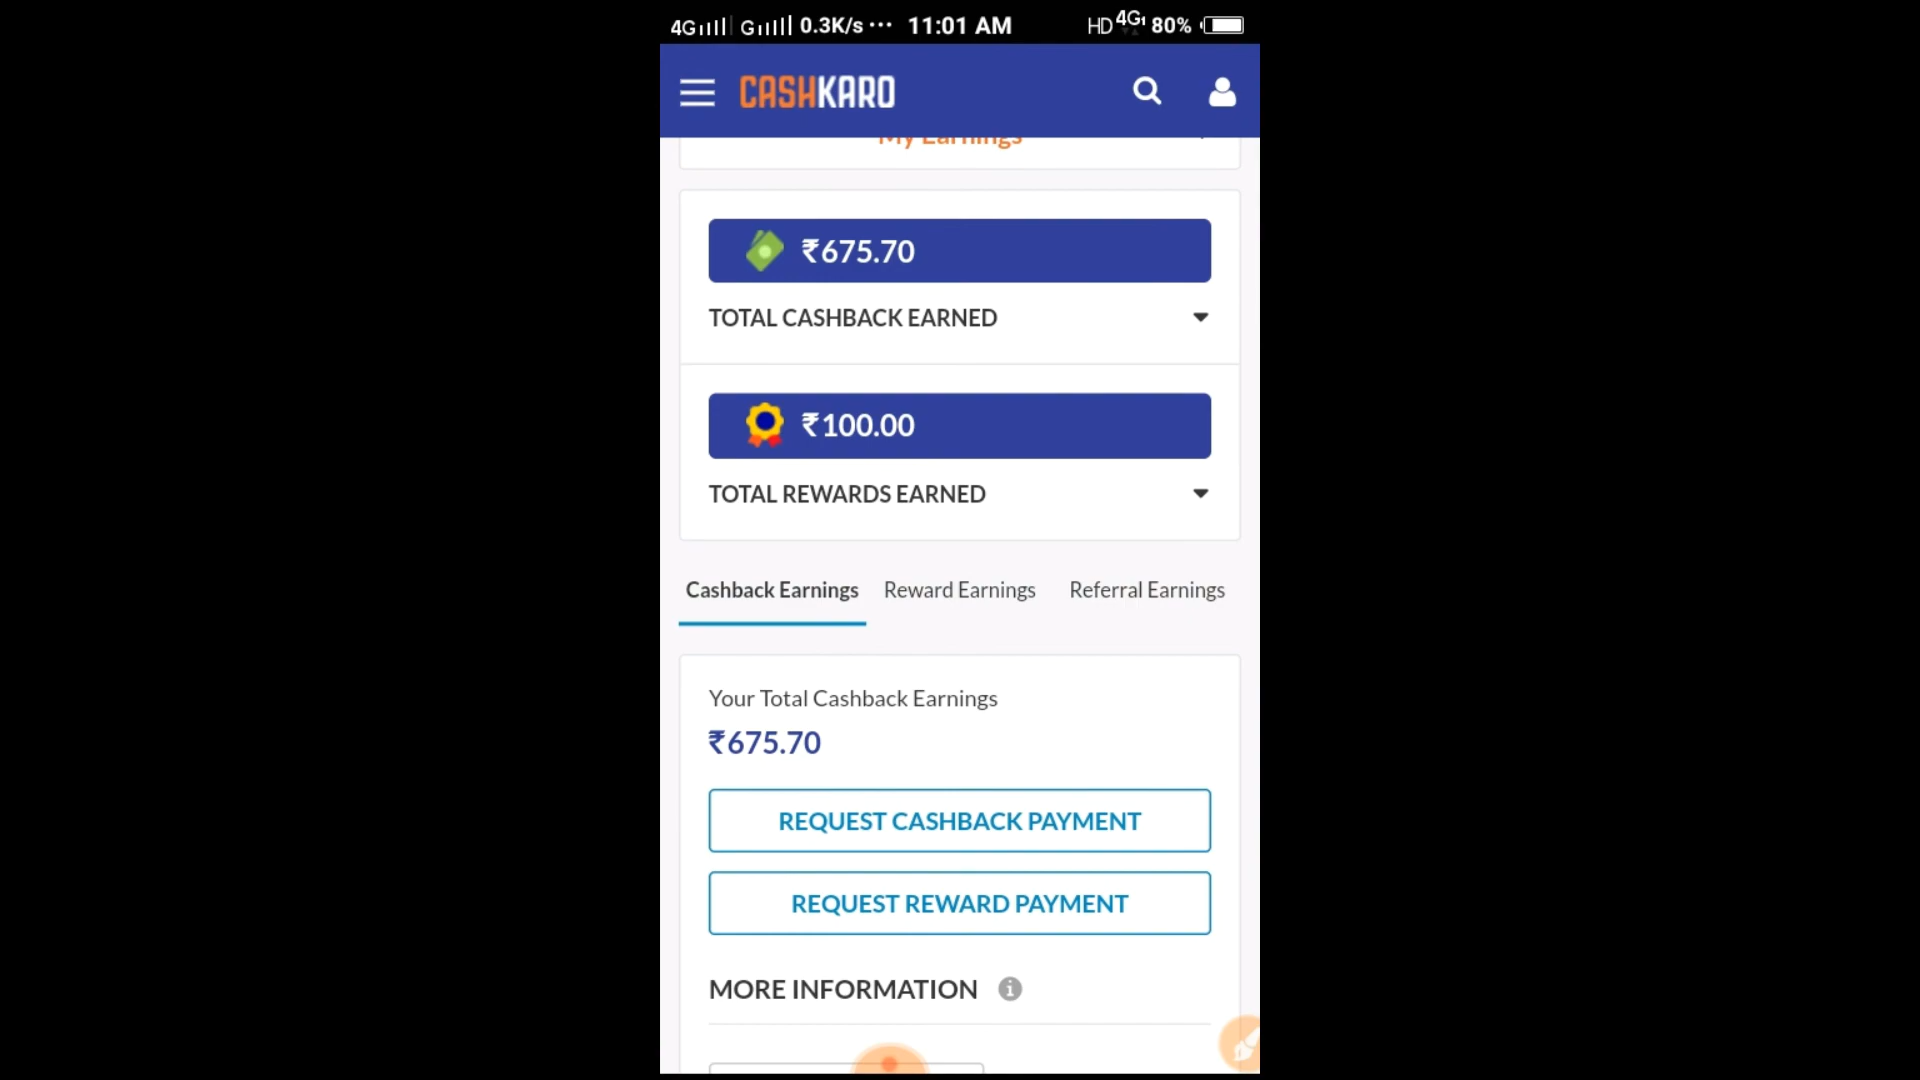 4G G 0.3K/s ··· 11:01 AM HD 4G 80%
CASHKARO
My Earnings
₹675.70
TOTAL CASHBACK EARNED
₹100.00
TOTAL REWARDS EARNED
Cashback Earnings Reward Earnings Referral Earnings
Your Total Cashback Earnings
₹675.70
REQUEST CASHBACK PAYMENT
REQUEST REWARD PAYMENT
MORE INFORMATION